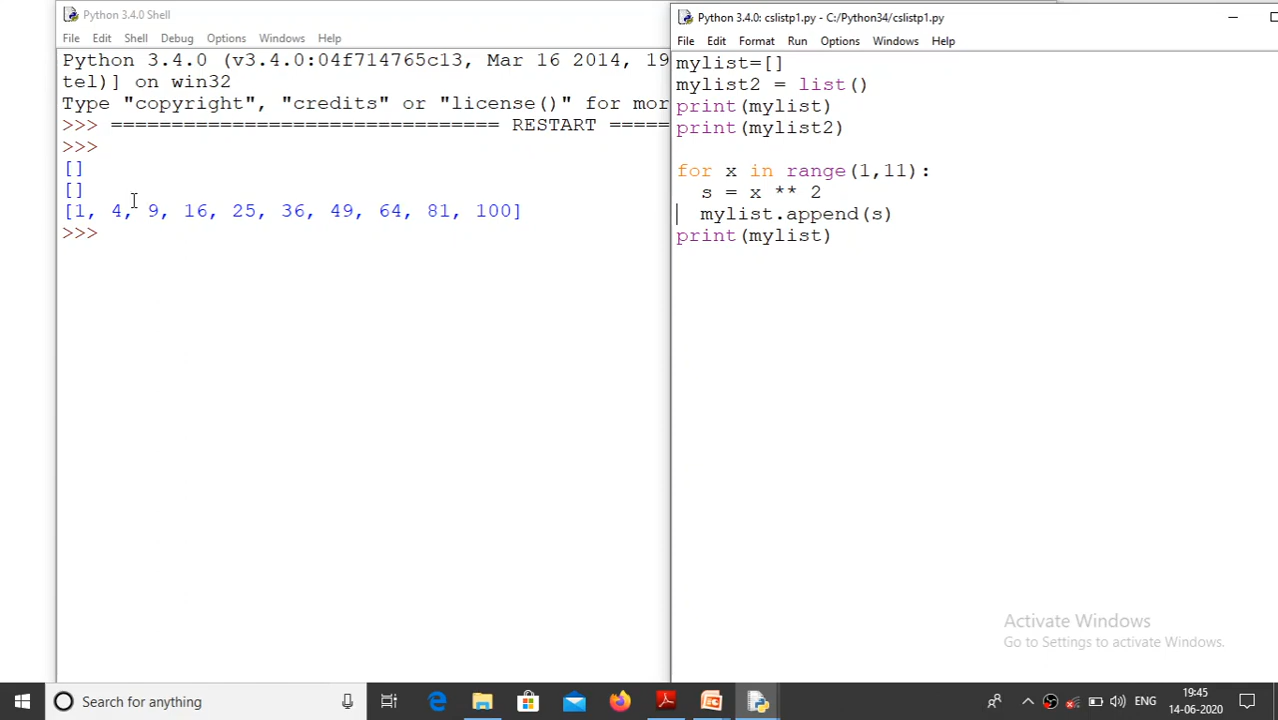 Python 3.4.0 Shell
File Edit Shell Debug Options Windows Help
Python 3.4.0 (v3.4.0:04f714765c13, Mar 16 2014, 19
tel)] on win32
Type "copyright", "credits" or "license()" for mor
>>> ================================ RESTART =====
>>>
[]
[]
[1, 4, 9, 16, 25, 36, 49, 64, 81, 100]
>>>
Python 3.4.0: cslistp1.py - C:/Python34/cslistp1.py
File Edit Format Run Options Windows Help
mylist=[]
mylist2 = list()
print(mylist)
print(mylist2)
for x in range(1,11):
  s = x ** 2
  mylist.append(s)
print(mylist)
Activate Windows
Go to Settings to activate Windows.
Search for anything
ENG
19:45
14-06-2020